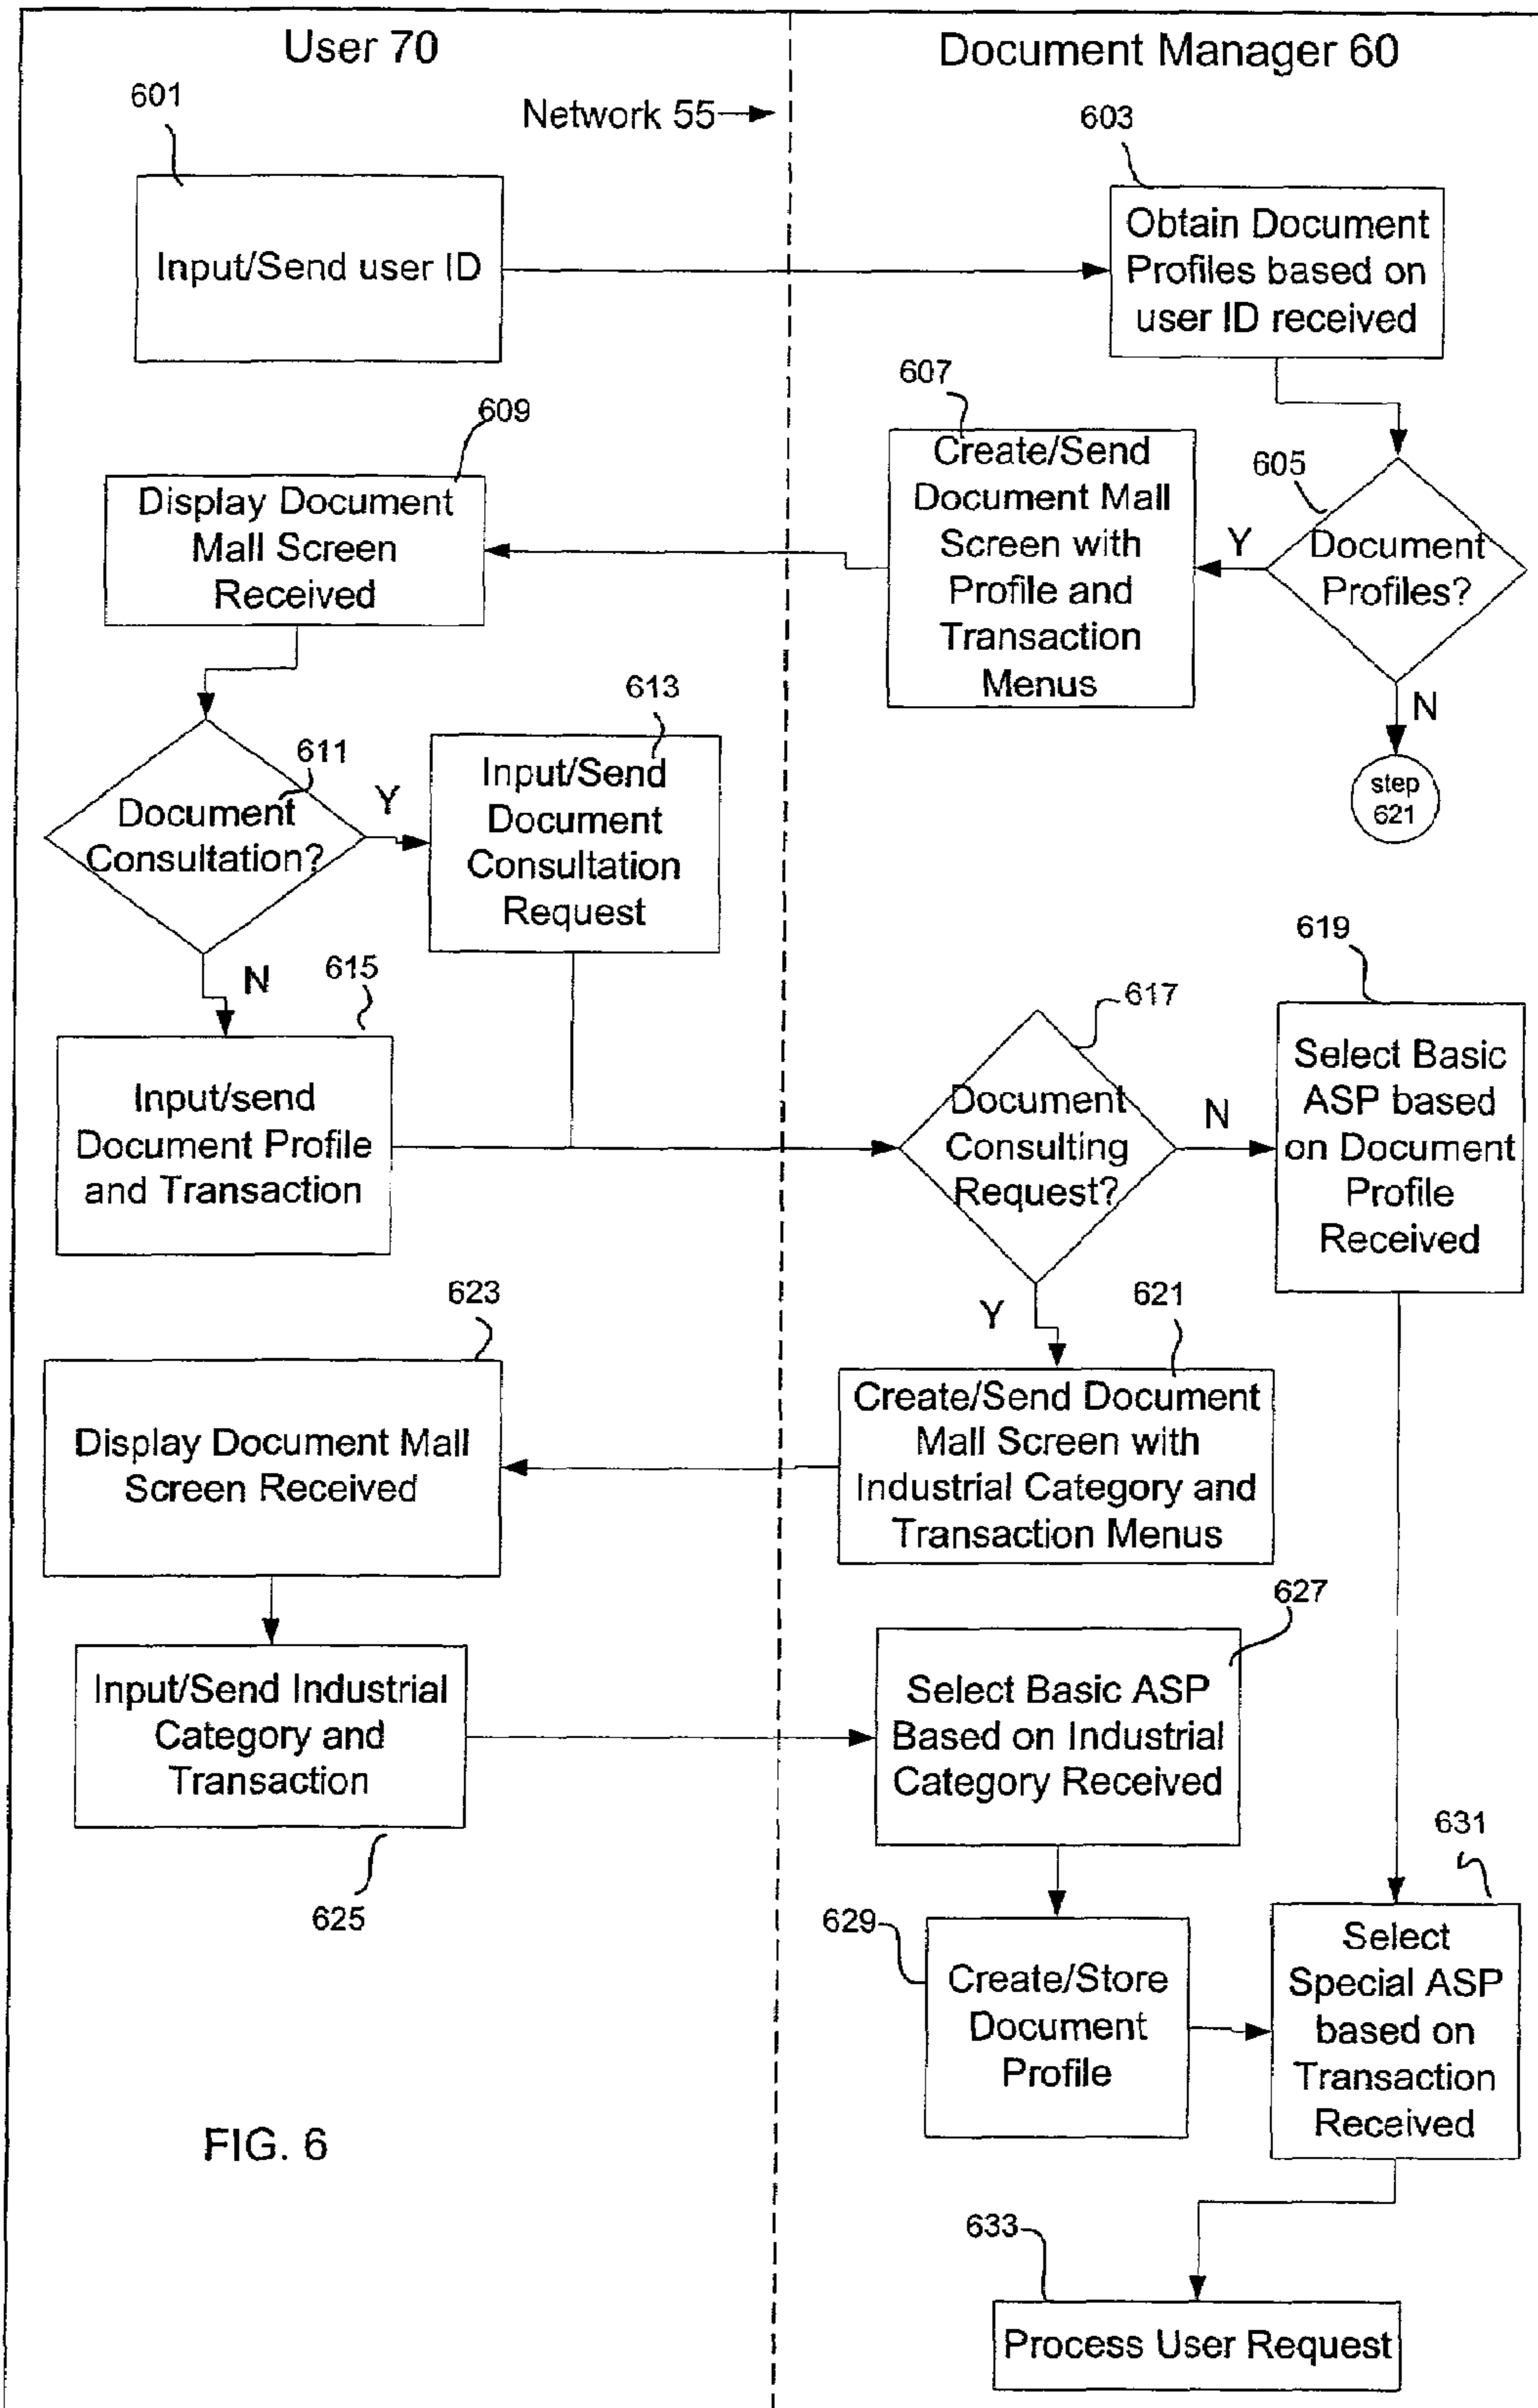 User 70
Document Manager 60
Network 55
601
Input/Send user ID
603
Obtain Document
Profiles based on
user ID received
605
Document
Profiles?
Y
N
step
621
607
Create/Send
Document Mall
Screen with
Profile and
Transaction
Menus
609
Display Document
Mall Screen
Received
611
Document
Consultation?
Y
N
613
Input/Send
Document
Consultation
Request
615
Input/send
Document Profile
and Transaction
617
Document
Consulting
Request?
N
Y
619
Select Basic
ASP based
on Document
Profile
Received
621
Create/Send Document
Mall Screen with
Industrial Category and
Transaction Menus
623
Display Document Mall
Screen Received
Input/Send Industrial
Category and
Transaction
625
627
Select Basic ASP
Based on Industrial
Category Received
629
Create/Store
Document
Profile
631
Select
Special ASP
based on
Transaction
Received
633
Process User Request
FIG. 6